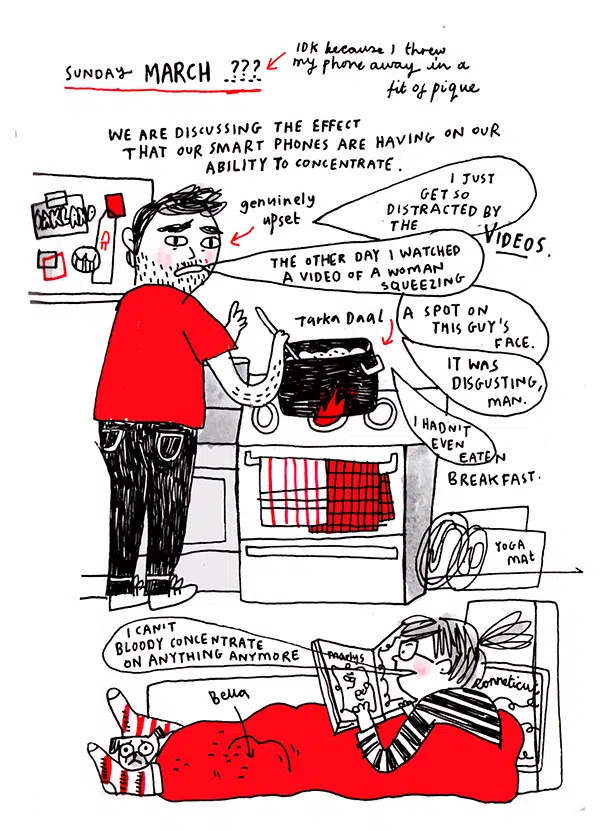 SUNDAY MARCH ???
IDK because I threw
my phone away in a
fit of pique
WE ARE DISCUSSING THE EFFECT
THAT OUR SMART PHONES ARE HAVING ON OUR
ABILITY TO CONCENTRATE.
OAKLAND
genuinely
upset
I JUST
GET SO
DISTRACTED BY
THE VIDEOS.
THE OTHER DAY I WATCHED
A VIDEO OF A WOMAN
SQUEEZING
A SPOT ON
THIS GUY'S
FACE.
Tarka Daal
IT WAS
DISGUSTING,
MAN.
I HADN'T
EVEN
EATEN
BREAKFAST.
YOGA
Mat
I CAN'T
BLOODY CONCENTRATE
ON ANYTHING ANYMORE
marlys
Connecticut
Bella